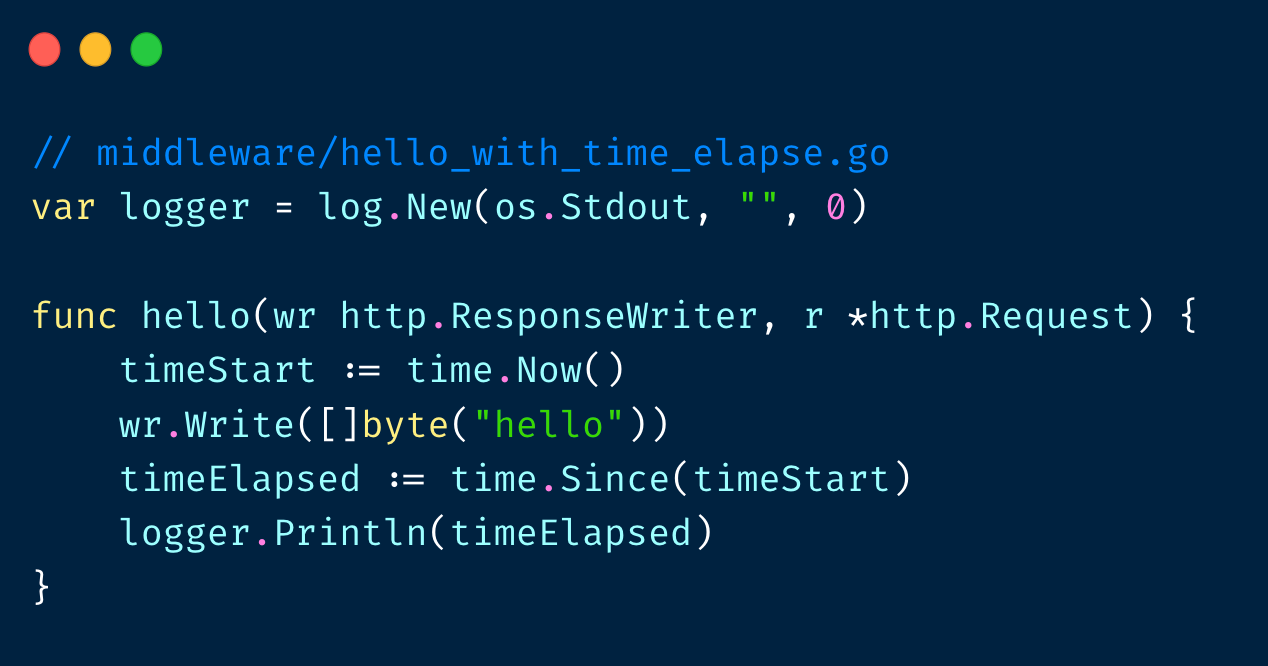 // middleware/hello_with_time_elapse.go
var logger = log.New(os.Stdout, "", 0)
func hello(wr http.ResponseWriter, r *http.Request) {
    timeStart := time.Now()
    wr.Write([]byte("hello"))
    timeElapsed := time.Since(timeStart)
    logger.Println(timeElapsed)
}